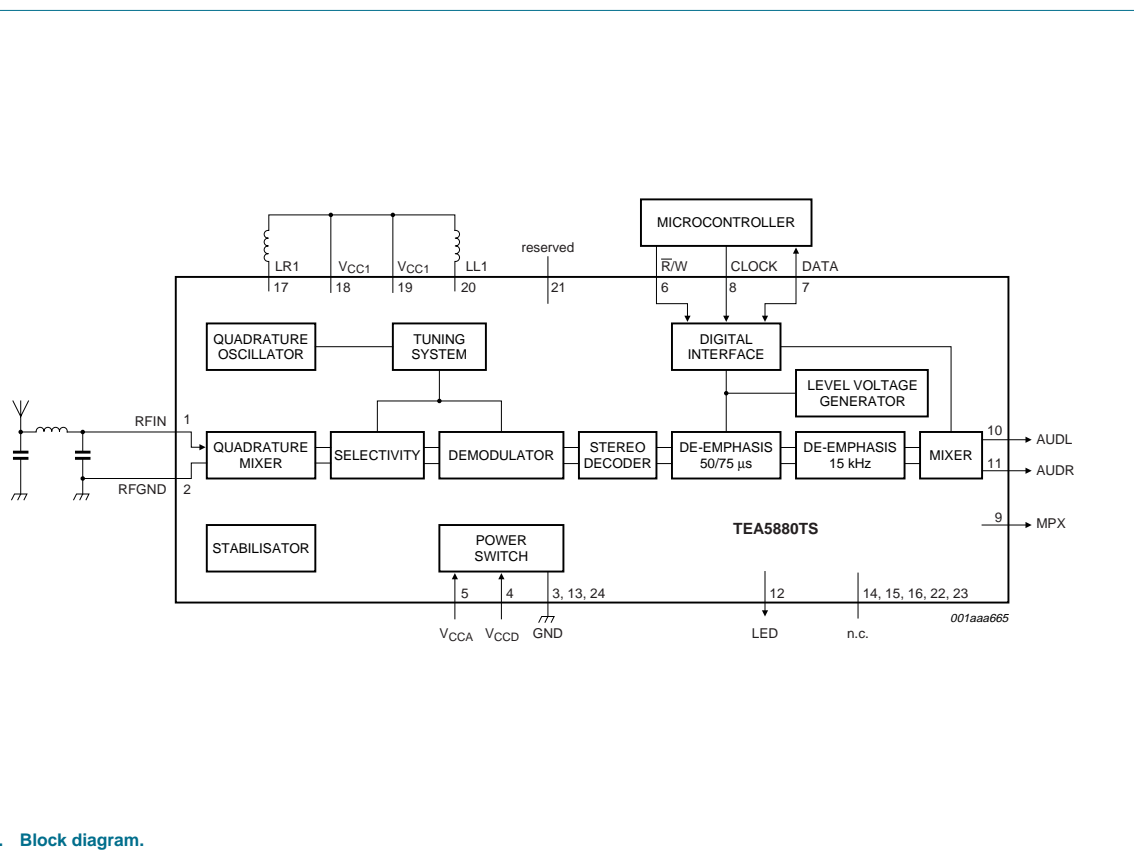 MICROCONTROLLER
reserved
LR1 VCC1 VCC1 LL1
R̅/W CLOCK DATA
17 18 19 20 21 6 8 7
QUADRATURE
OSCILLATOR
TUNING
SYSTEM
DIGITAL
INTERFACE
LEVEL VOLTAGE
GENERATOR
RFIN 1
QUADRATURE
MIXER
SELECTIVITY
DEMODULATOR
STEREO
DECODER
DE-EMPHASIS
50/75 μs
DE-EMPHASIS
15 kHz
MIXER
10 AUDL
11 AUDR
RFGND 2
9 MPX
TEA5880TS
STABILISATOR
POWER
SWITCH
5 4 3, 13, 24 12 14, 15, 16, 22, 23
001aaa665
VCCA VCCD GND LED n.c.
. Block diagram.